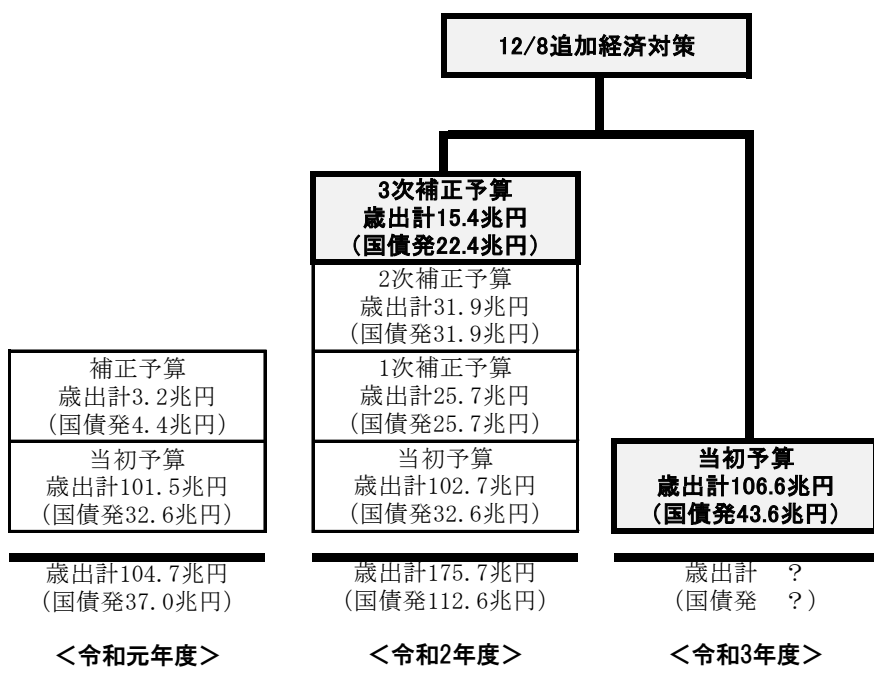 12/8追加経済対策
3次補正予算
歳出計15.4兆円
(国債発22.4兆円)
2次補正予算
歳出計31.9兆円
(国債発31.9兆円)
補正予算
歳出計3.2兆円
(国債発4.4兆円)
1次補正予算
歳出計25.7兆円
(国債発25.7兆円)
当初予算
歳出計101.5兆円
(国債発32.6兆円)
当初予算
歳出計102.7兆円
(国債発32.6兆円)
当初予算
歳出計106.6兆円
(国債発43.6兆円)
歳出計104.7兆円
(国債発37.0兆円)
歳出計175.7兆円
(国債発112.6兆円)
歳出計 ?
(国債発 ?)
<令和元年度>
<令和2年度>
<令和3年度>